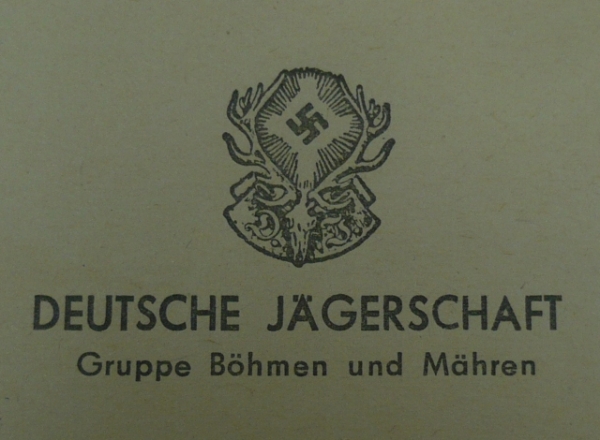 D. J.
DEUTSCHE JÄGERSCHAFT
Gruppe Böhmen und Mähren